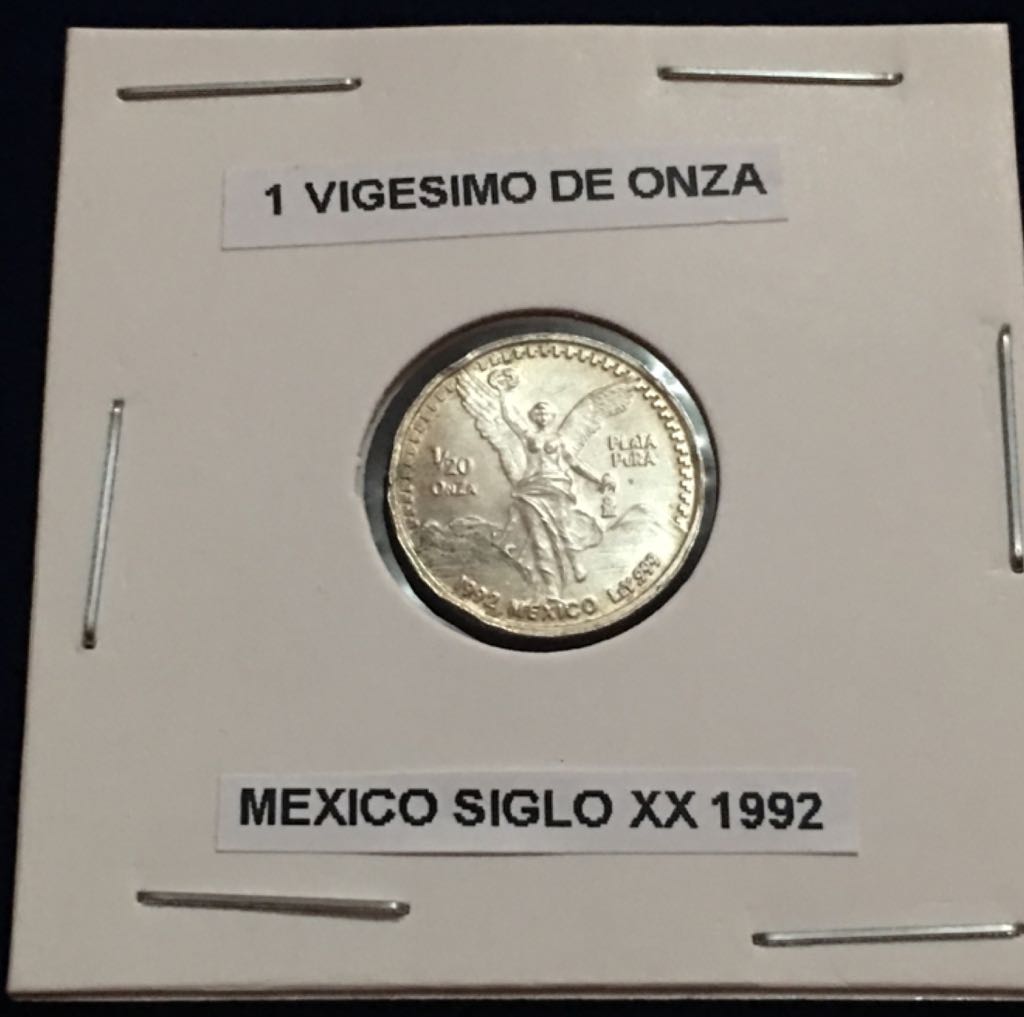 1 VIGESIMO DE ONZA
1/20
ONZA
PLATA
PURA
1992 MEXICO LEY.999
MEXICO SIGLO XX 1992